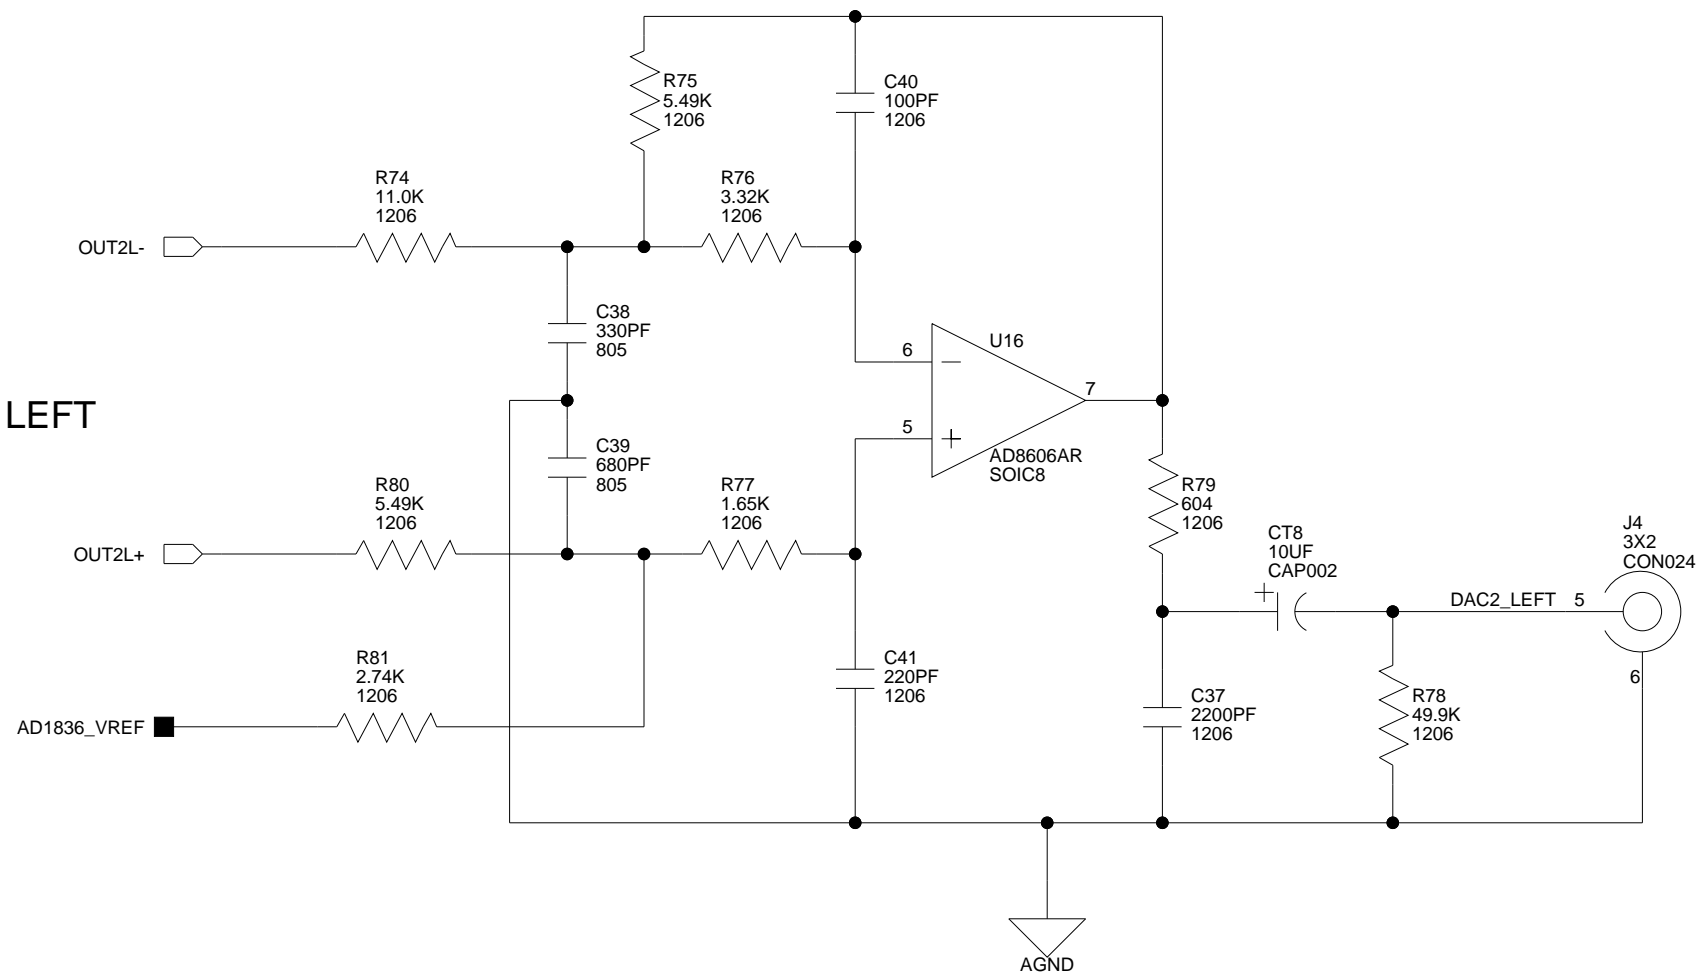 R75
5.49K
1206
C40
100PF
1206
R74
11.0K
1206
R76
3.32K
1206
OUT2L-
C38
330PF
805
6
U16
7
LEFT
5
C39
680PF
805
AD8606AR
SOIC8
R80
5.49K
1206
R77
1.65K
1206
R79
604
1206
OUT2L+
CT8
10UF
CAP002
J4
3X2
CON024
DAC2_LEFT 5
R81
2.74K
1206
C41
220PF
1206
6
C37
2200PF
1206
R78
49.9K
1206
AD1836_VREF
AGND